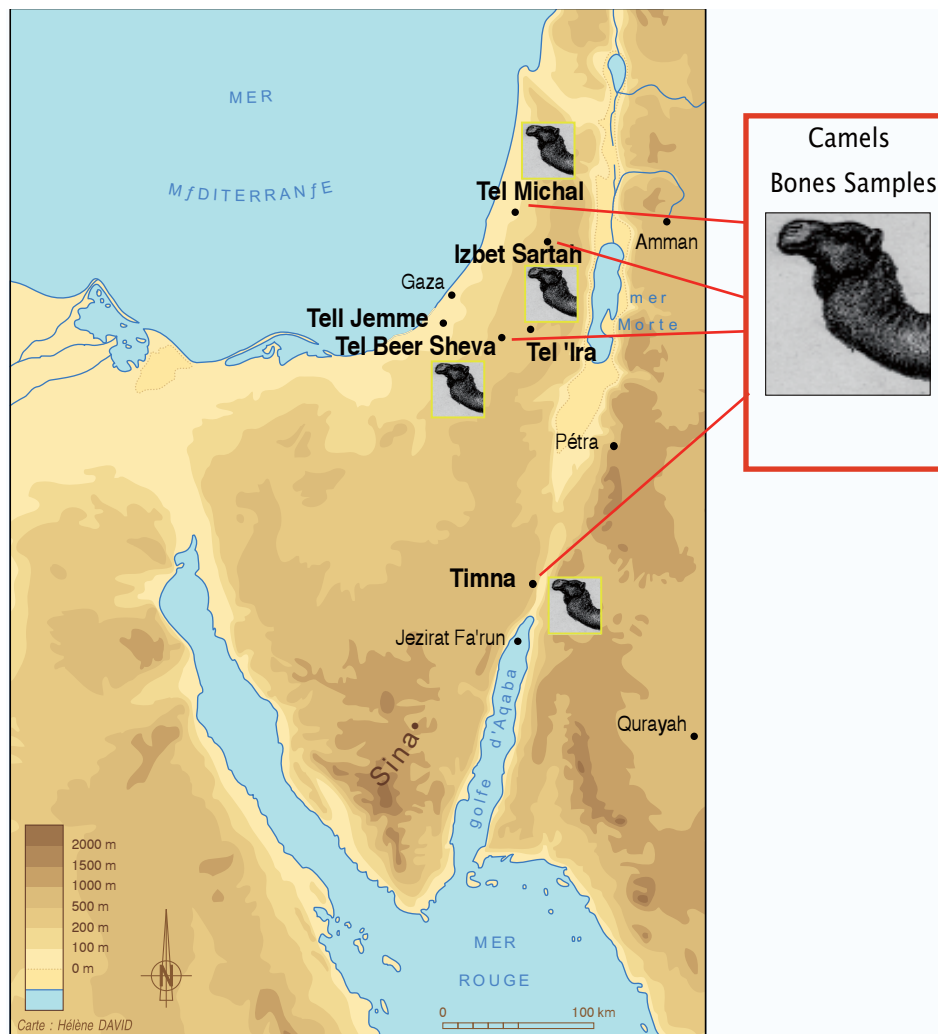 MER
MƒDITERRANƒE
Camels
Bones Samples
Tel Michal
Amman
Izbet Sartah
Gaza
mer
Morte
Tell Jemme
Tel Beer Sheva
Tel 'Ira
Pétra
Timna
Jezirat Fa'run
golfe d'Aqaba
Qurayah
Sina
2000 m
1500 m
1000 m
500 m
200 m
100 m
0 m
N
MER
ROUGE
0 100 km
Carte : Hélène DAVID